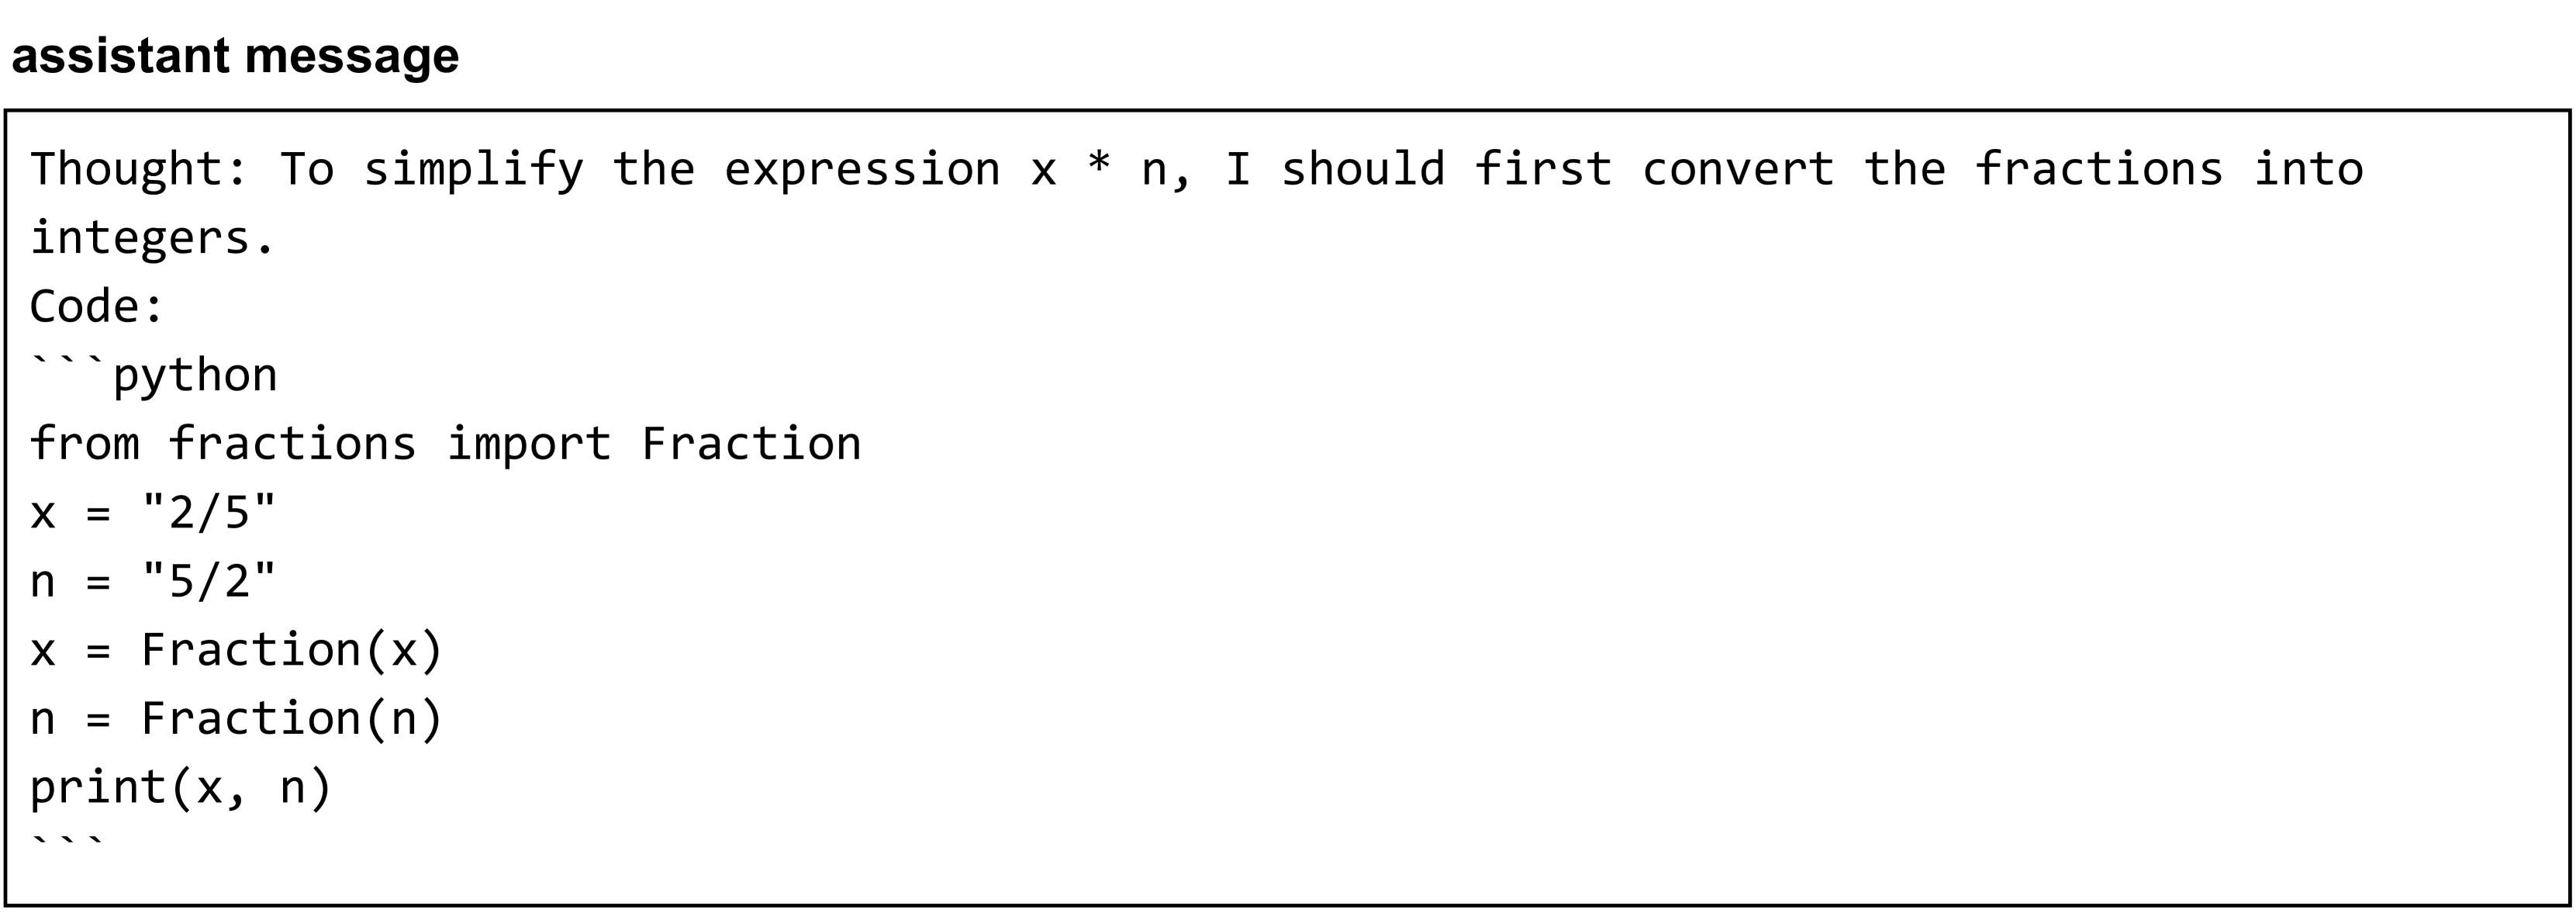 assistant message
Thought: To simplify the expression x * n, I should first convert the fractions into
integers.
Code:
```python
from fractions import Fraction
x = "2/5"
n = "5/2"
x = Fraction(x)
n = Fraction(n)
print(x, n)
```